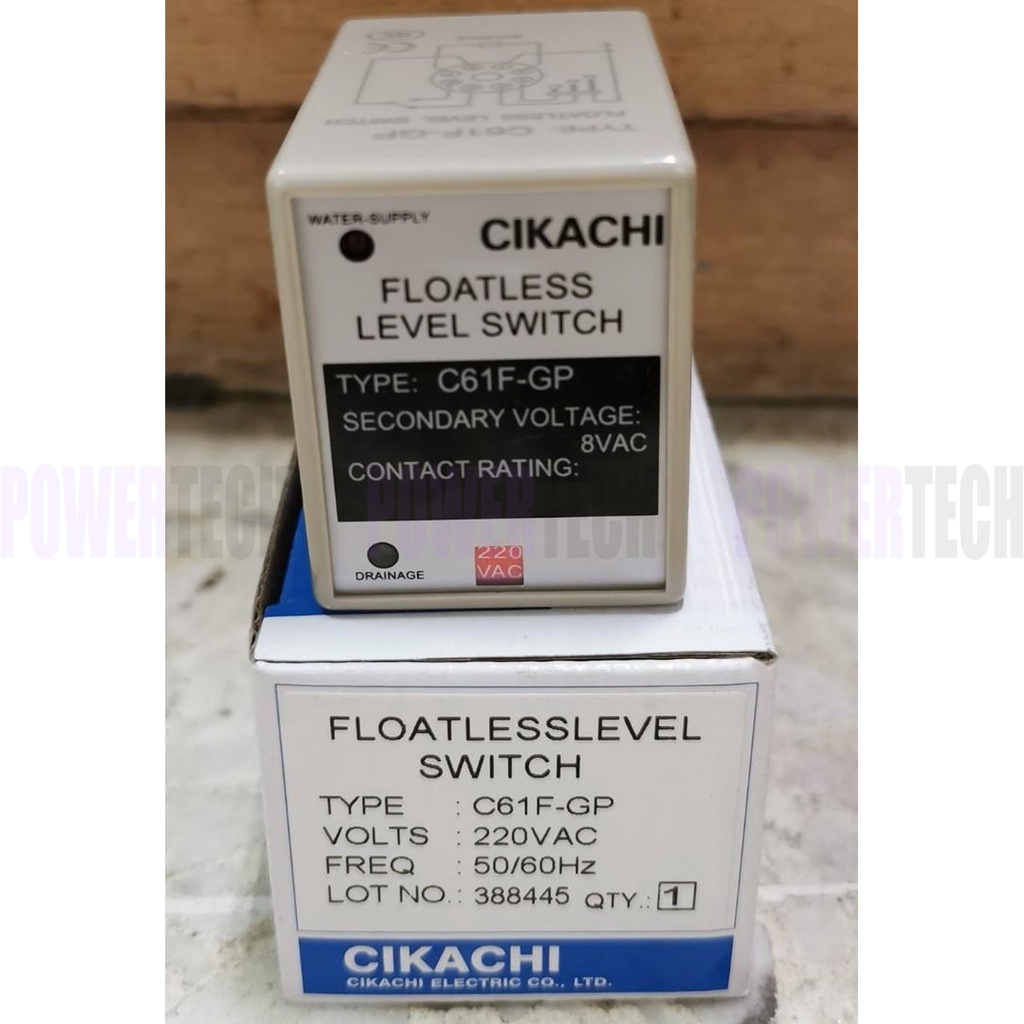 TYPE: C61F-GP
FLOATLESS LEVEL SWITCH
CE
WATER-SUPPLY
CIKACHI
FLOATLESS
LEVEL SWITCH
TYPE: C61F-GP
SECONDARY VOLTAGE:
8VAC
CONTACT RATING:
DRAINAGE
220
VAC
POWERTECH POWERTECH POWERTECH
FLOATLESSLEVEL
SWITCH
TYPE : C61F-GP
VOLTS : 220VAC
FREQ : 50/60Hz
LOT NO.: 388445 QTY.: 1
CIKACHI
CIKACHI ELECTRIC CO., LTD.